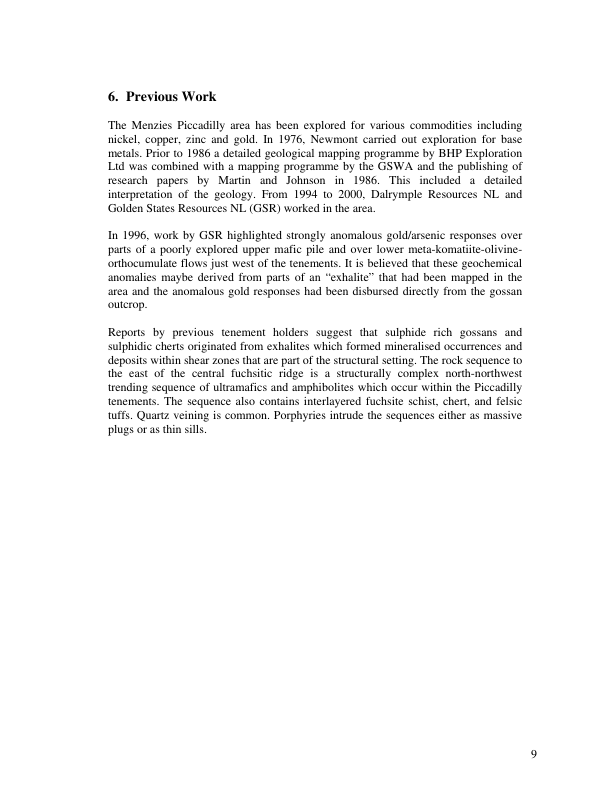 6. Previous Work
The Menzies Piccadilly area has been explored for various commodities including
nickel, copper, zinc and gold. In 1976, Newmont carried out exploration for base
metals. Prior to 1986 a detailed geological mapping programme by BHP Exploration
Ltd was combined with a mapping programme by the GSWA and the publishing of
research papers by Martin and Johnson in 1986. This included a detailed
interpretation of the geology. From 1994 to 2000, Dalrymple Resources NL and
Golden States Resources NL (GSR) worked in the area.
In 1996, work by GSR highlighted strongly anomalous gold/arsenic responses over
parts of a poorly explored upper mafic pile and over lower meta-komatiite-olivine-
orthocumulate flows just west of the tenements. It is believed that these geochemical
anomalies maybe derived from parts of an “exhalite” that had been mapped in the
area and the anomalous gold responses had been disbursed directly from the gossan
outcrop.
Reports by previous tenement holders suggest that sulphide rich gossans and
sulphidic cherts originated from exhalites which formed mineralised occurrences and
deposits within shear zones that are part of the structural setting. The rock sequence to
the east of the central fuchsitic ridge is a structurally complex north-northwest
trending sequence of ultramafics and amphibolites which occur within the Piccadilly
tenements. The sequence also contains interlayered fuchsite schist, chert, and felsic
tuffs. Quartz veining is common. Porphyries intrude the sequences either as massive
plugs or as thin sills.
9